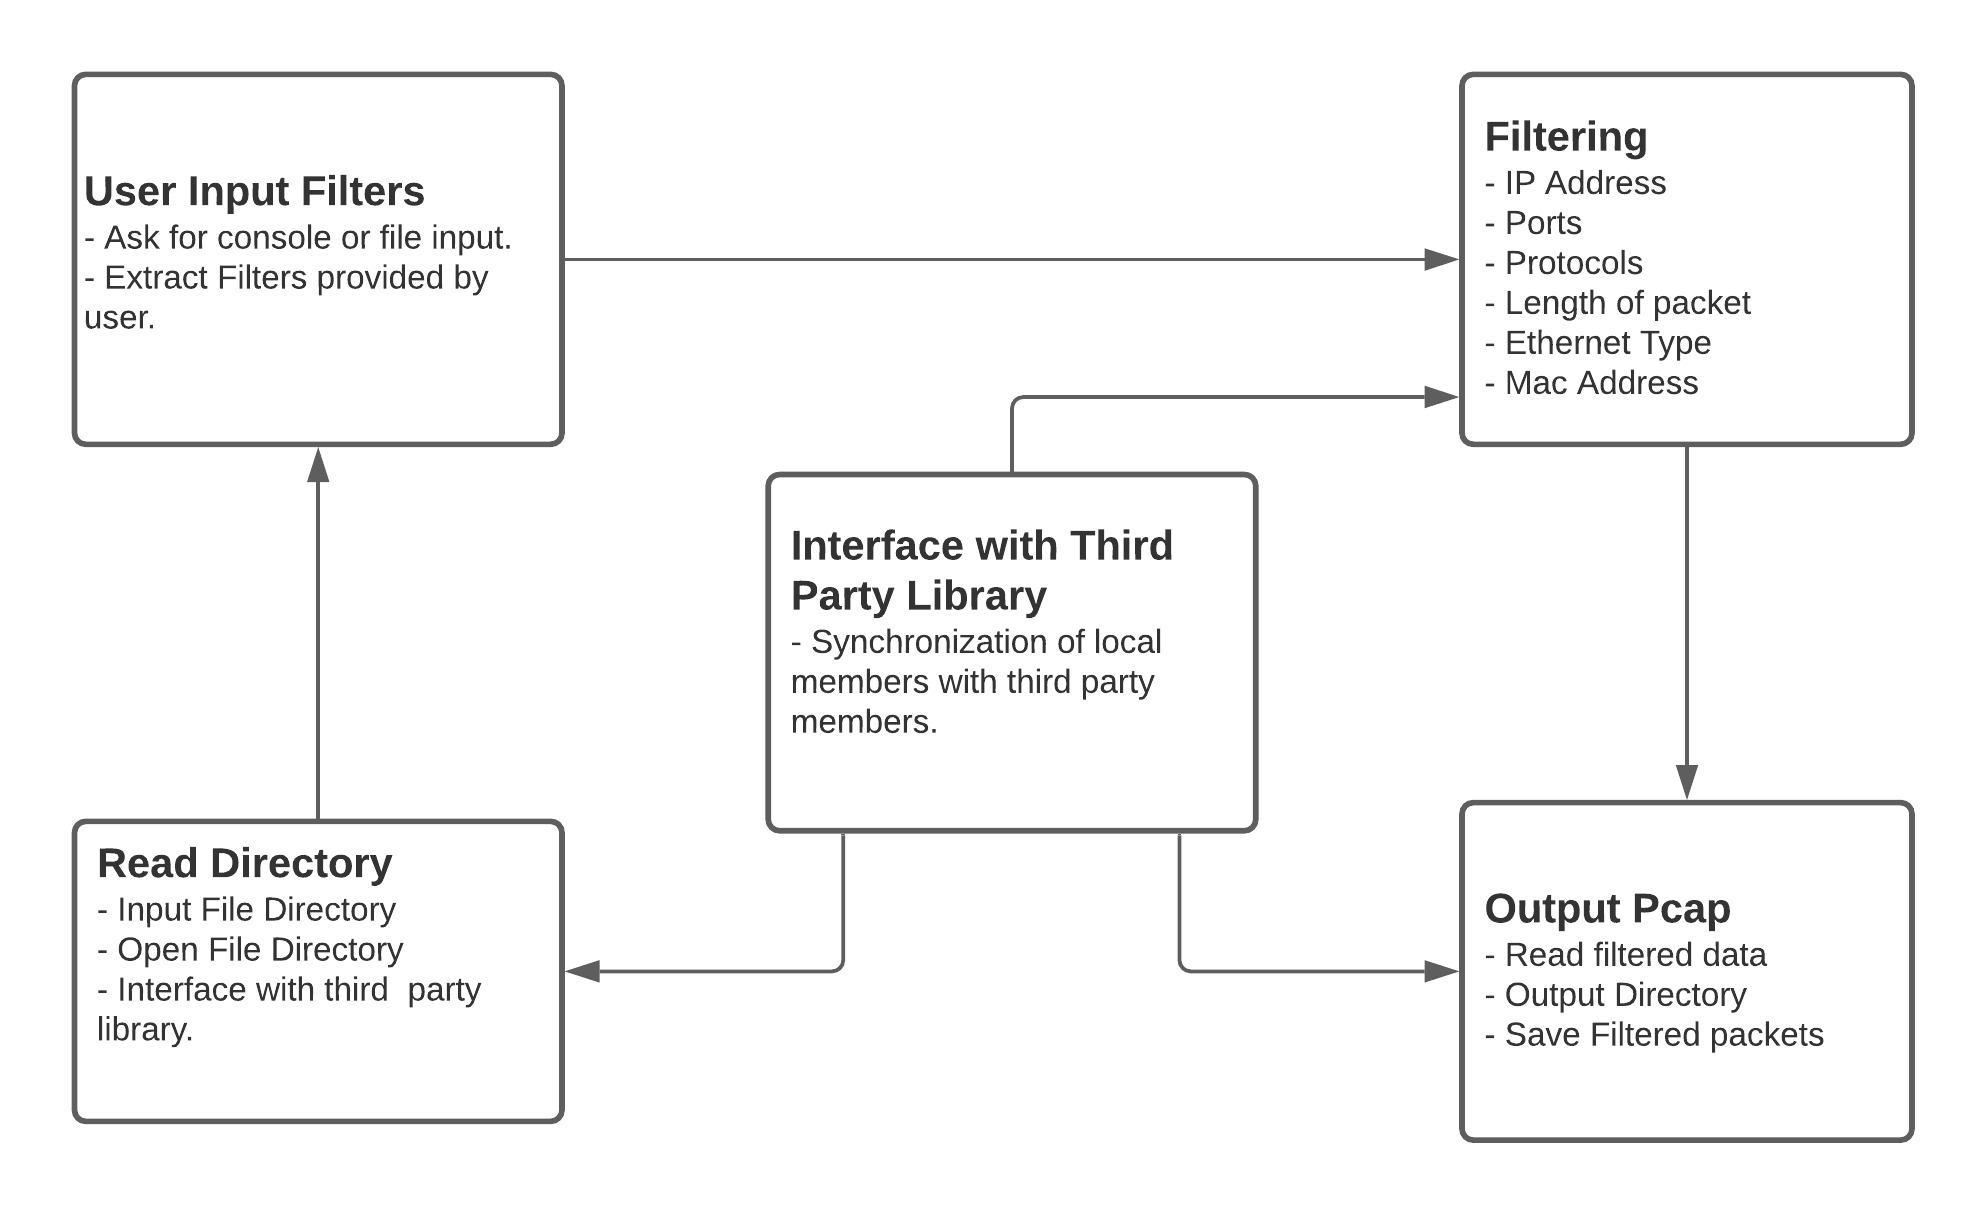 User Input Filters
- Ask for console or file input.
- Extract Filters provided by
user.
Filtering
- IP Address
- Ports
- Protocols
- Length of packet
- Ethernet Type
- Mac Address
Interface with Third
Party Library
- Synchronization of local
members with third party
members.
Read Directory
- Input File Directory
- Open File Directory
- Interface with third  party
library.
Output Pcap
- Read filtered data
- Output Directory
- Save Filtered packets